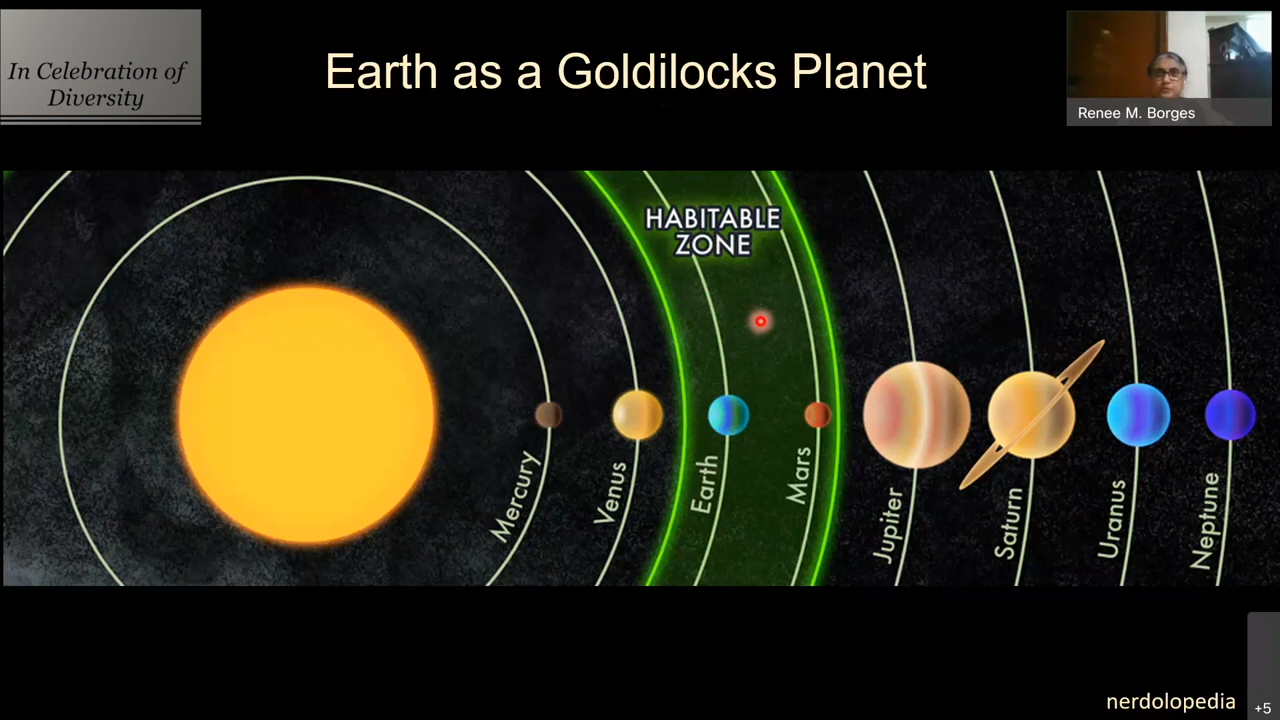 In Celebration of
Diversity
Earth as a Goldilocks Planet
Renee M. Borges
HABITABLE
ZONE
Mercury
Venus
Earth
Mars
Jupiter
Saturn
Uranus
Neptune
nerdolopedia
+5